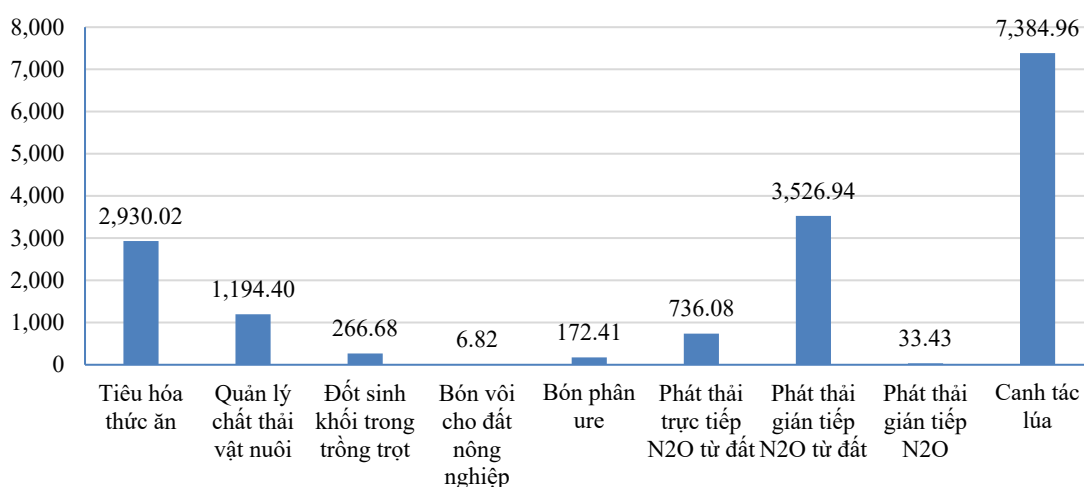 8,000
7,000
6,000
5,000
4,000
3,000
2,000
1,000
0
2,930.02
1,194.40
266.68
6.82
172.41
736.08
3,526.94
33.43
7,384.96
Tiêu hóa
thức ăn
Quản lý
chất thải
vật nuôi
Đốt sinh
khối trong
trồng trọt
Bón vôi
cho đất
nông
nghiệp
Bón phân
ure
Phát thải
trực tiếp
N2O từ đất
Phát thải
gián tiếp
N2O từ đất
Phát thải
gián tiếp
N2O
Canh tác
lúa